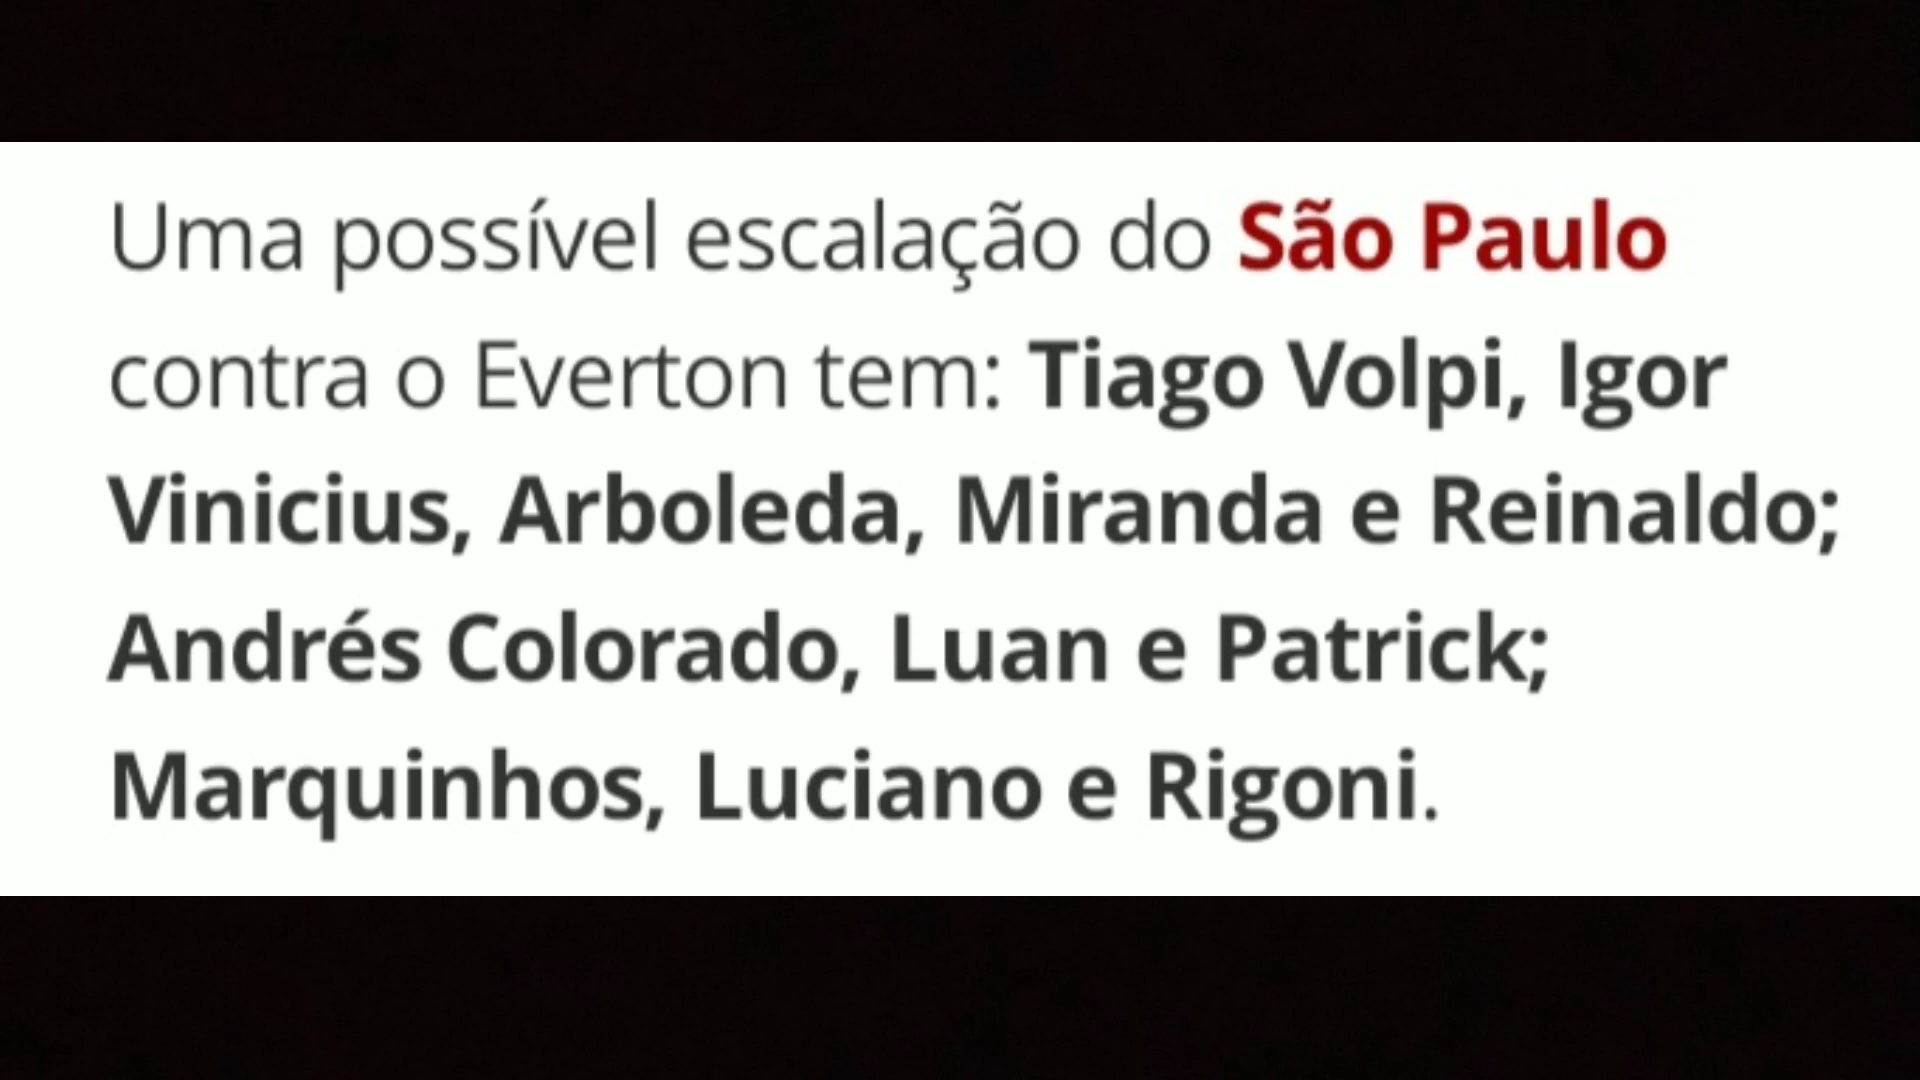 Uma possível escalação do São Paulo
contra o Everton tem: Tiago Volpi, Igor
Vinicius, Arboleda, Miranda e Reinaldo;
Andrés Colorado, Luan e Patrick;
Marquinhos, Luciano e Rigoni.